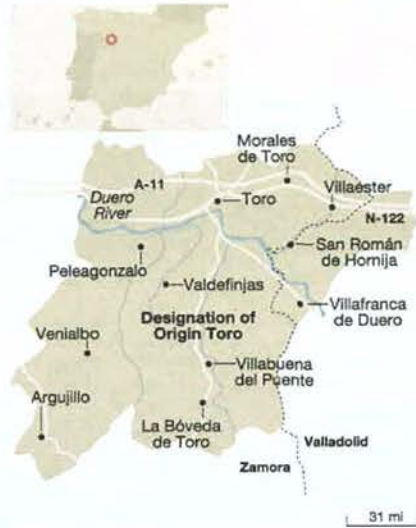 Morales
de Toro
A-11
Villaester
Duero
River
Toro
N-122
San Román
de Hornija
Peleagonzalo
Valdefinjas
Villafranca
de Duero
Designation of
Origin Toro
Venialbo
Villabuena
del Puente
Argujillo
La Bóveda
de Toro
Valladolid
Zamora
31 mi